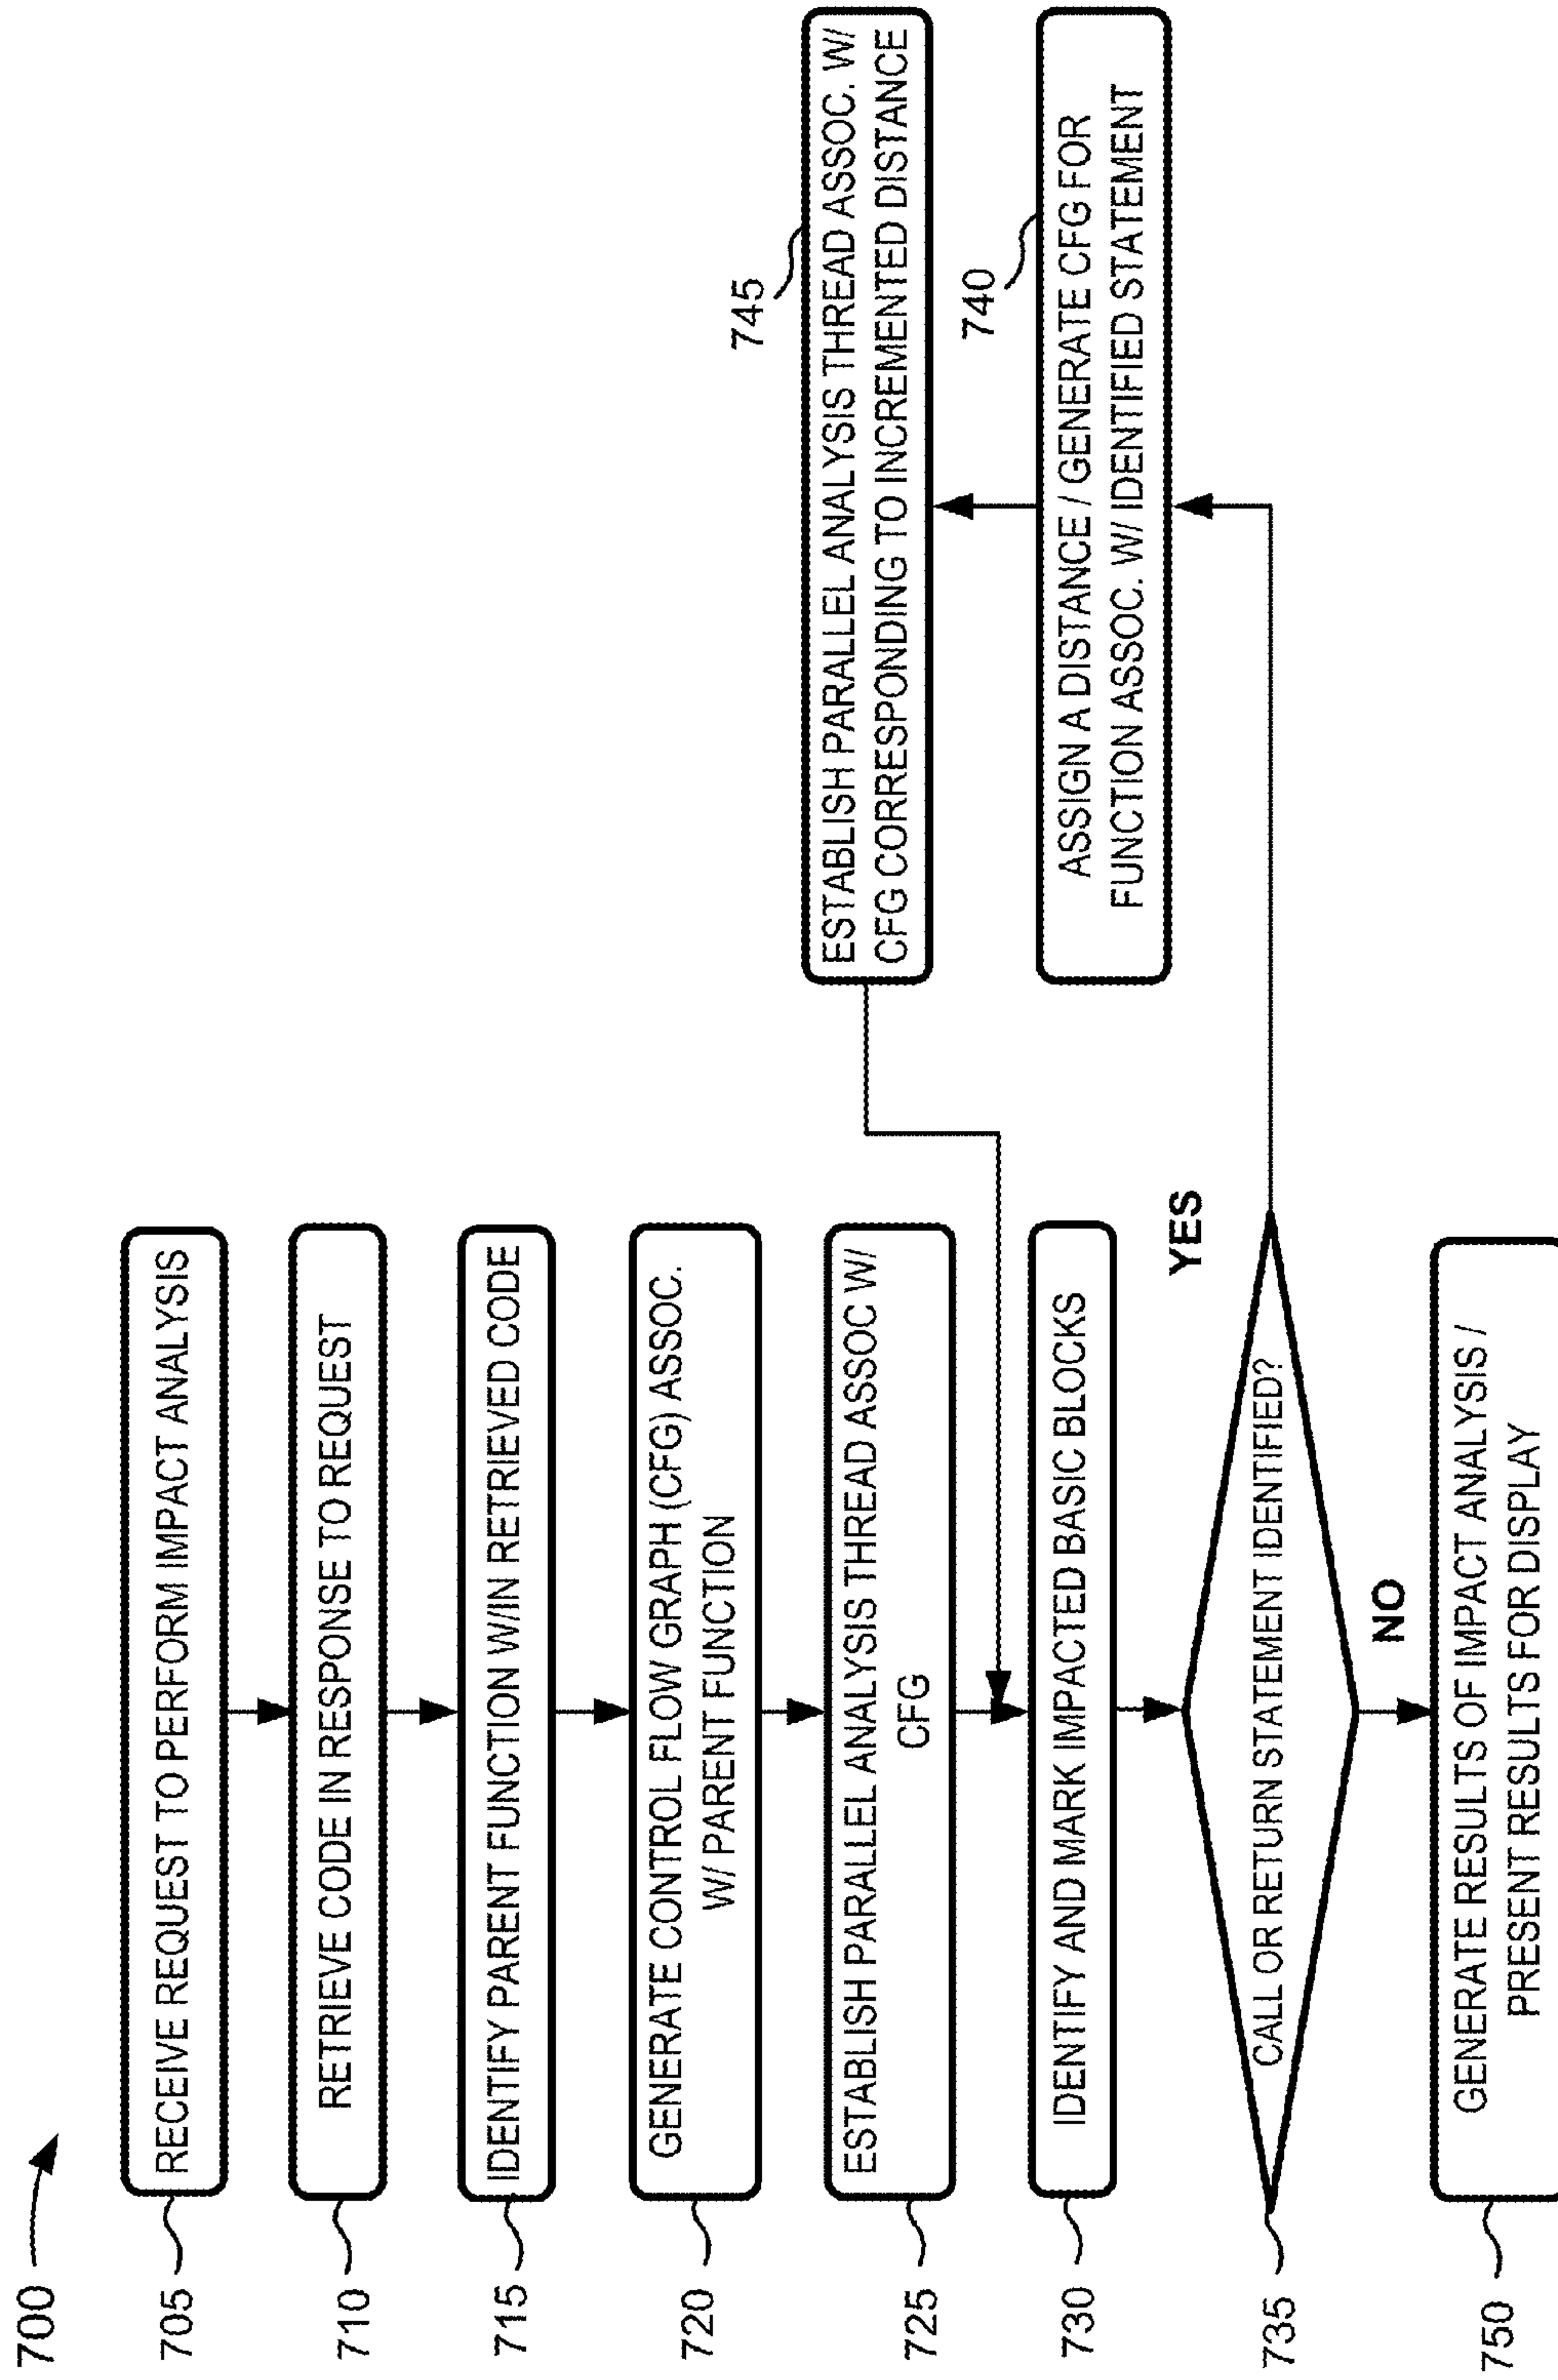 700
705
RECEIVE REQUEST TO PERFORM IMPACT ANALYSIS
710
RETRIEVE CODE IN RESPONSE TO REQUEST
715
IDENTIFY PARENT FUNCTION W/IN RETRIEVED CODE
720
GENERATE CONTROL FLOW GRAPH (CFG) ASSOC.
W/ PARENT FUNCTION
725
ESTABLISH PARALLEL ANALYSIS THREAD ASSOC W/
CFG
730
IDENTIFY AND MARK IMPACTED BASIC BLOCKS
735
CALL OR RETURN STATEMENT IDENTIFIED?
YES
NO
740
ASSIGN A DISTANCE / GENERATE CFG FOR
FUNCTION ASSOC. W/ IDENTIFIED STATEMENT
745
ESTABLISH PARALLEL ANALYSIS THREAD ASSOC. W/
CFG CORRESPONDING TO INCREMENTED DISTANCE
750
GENERATE RESULTS OF IMPACT ANALYSIS /
PRESENT RESULTS FOR DISPLAY